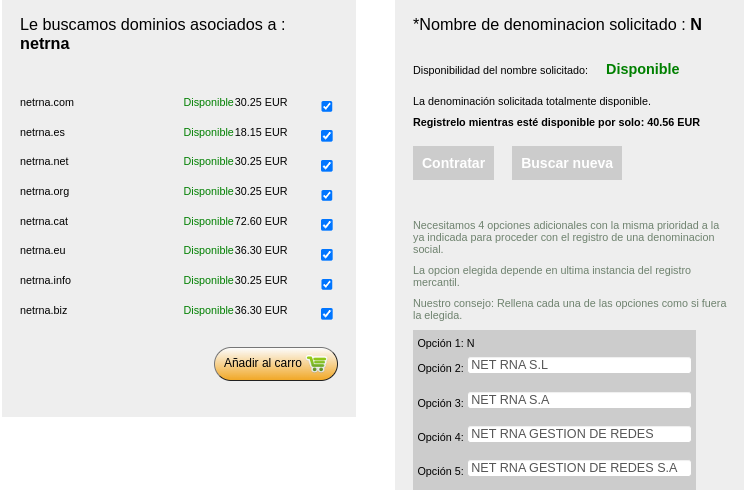 Le buscamos dominios asociados a :
netrna
netrna.com Disponible 30.25 EUR
netrna.es Disponible 18.15 EUR
netrna.net Disponible 30.25 EUR
netrna.org Disponible 30.25 EUR
netrna.cat Disponible 72.60 EUR
netrna.eu Disponible 36.30 EUR
netrna.info Disponible 30.25 EUR
netrna.biz Disponible 36.30 EUR
Añadir al carro
*Nombre de denominacion solicitado : N
Disponibilidad del nombre solicitado: Disponible
La denominación solicitada totalmente disponible.
Registrelo mientras esté disponible por solo: 40.56 EUR
Contratar Buscar nueva
Necesitamos 4 opciones adicionales con la misma prioridad a la
ya indicada para proceder con el registro de una denominacion
social.
La opcion elegida depende en ultima instancia del registro
mercantil.
Nuestro consejo: Rellena cada una de las opciones como si fuera
la elegida.
Opción 1: N
Opción 2: NET RNA S.L
Opción 3: NET RNA S.A
Opción 4: NET RNA GESTION DE REDES
Opción 5: NET RNA GESTION DE REDES S.A